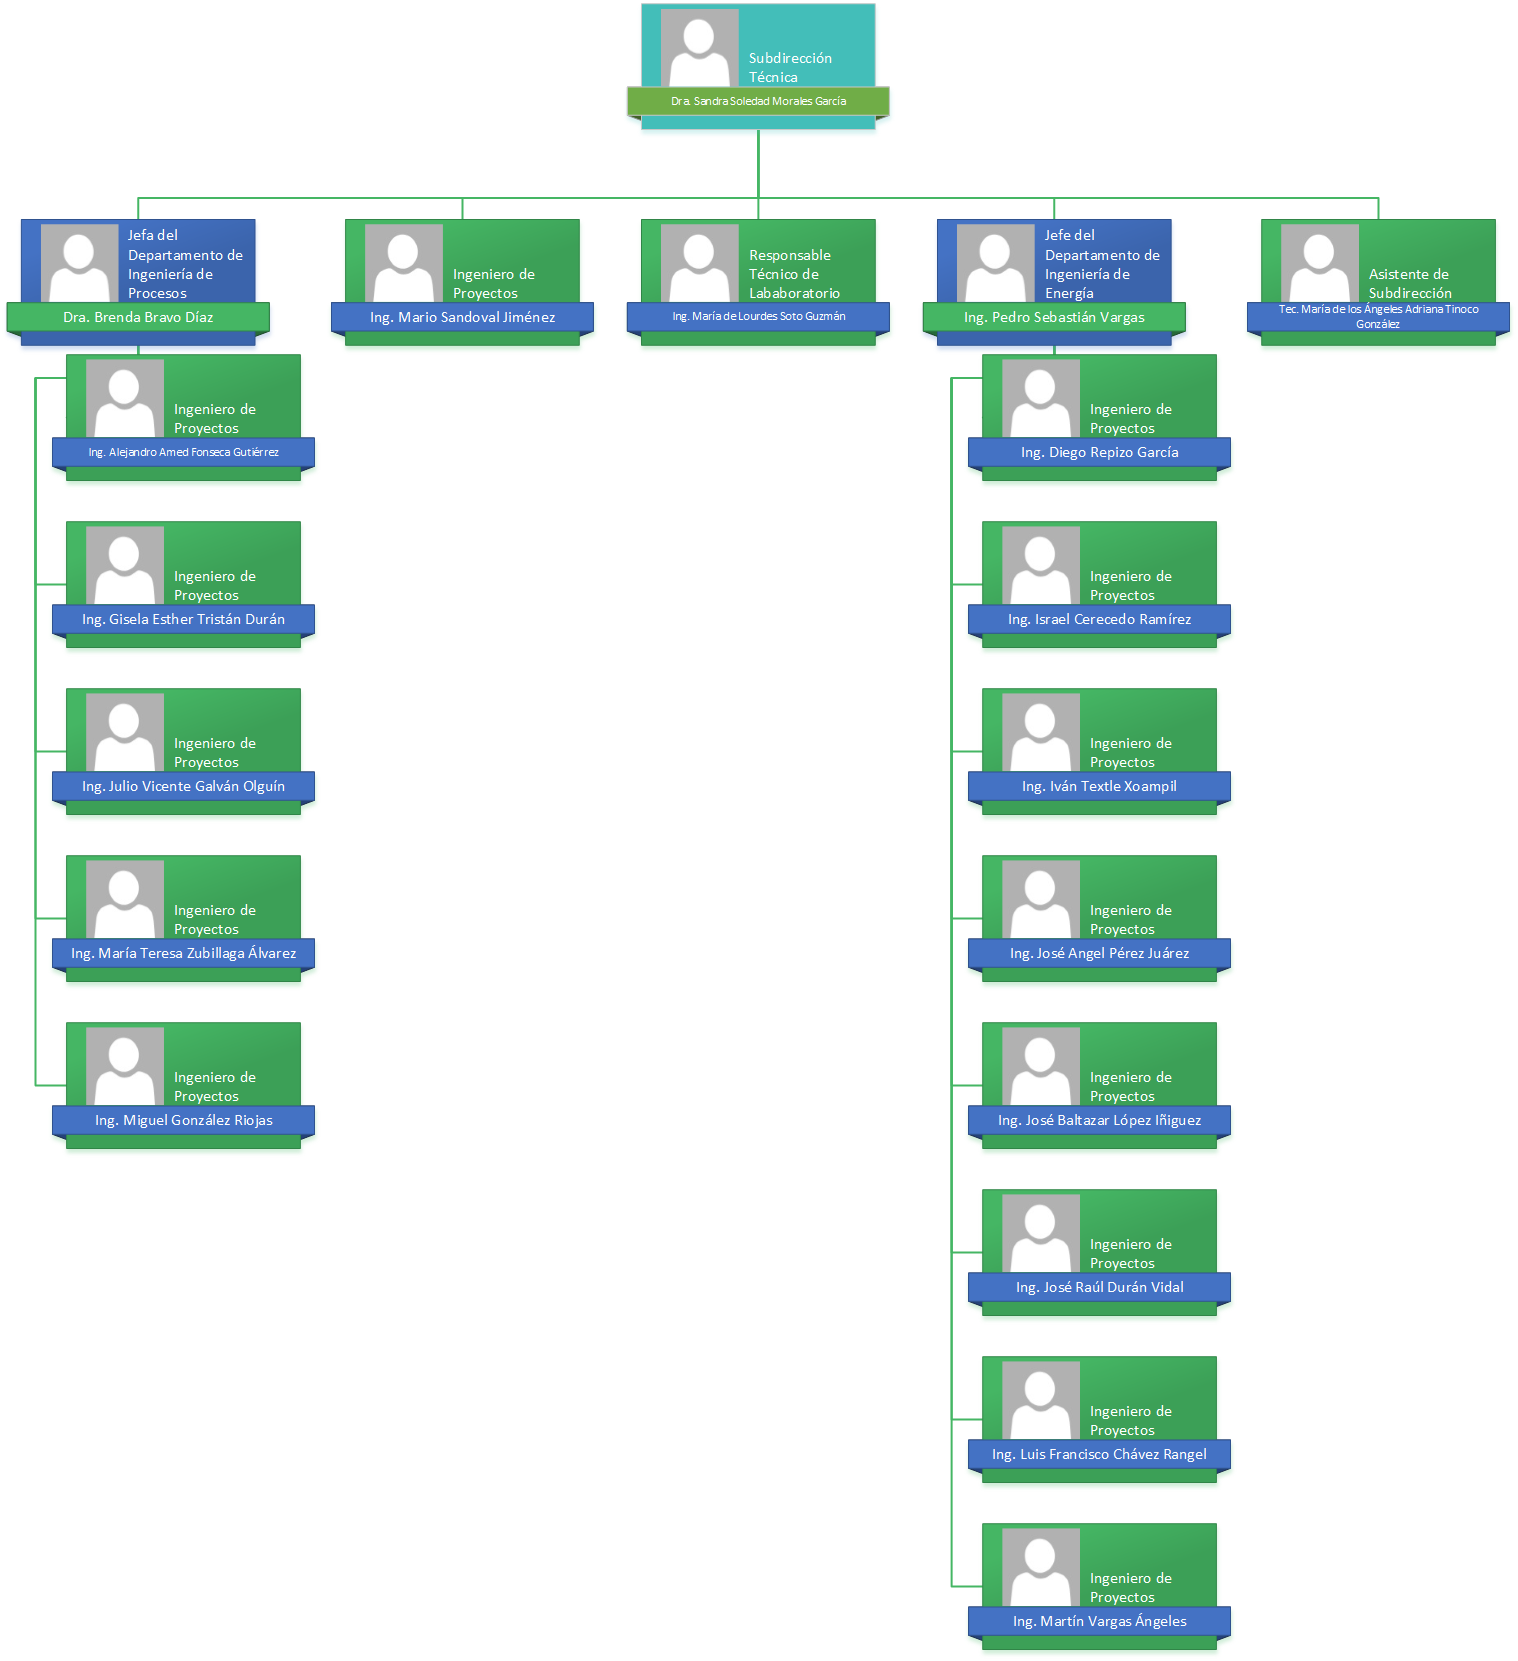 Subdirección
Técnica
Dra. Sandra Soledad Morales García
Jefa del
Departamento de
Ingeniería de
Procesos
Dra. Brenda Bravo Díaz
Ingeniero de
Proyectos
Ing. Mario Sandoval Jiménez
Responsable
Técnico de
Lababoratorio
Ing. María de Lourdes Soto Guzmán
Jefe del
Departamento de
Ingeniería de
Energía
Ing. Pedro Sebastián Vargas
Asistente de
Subdirección
Tec. María de los Ángeles Adriana Tinoco
González
Ingeniero de
Proyectos
Ing. Alejandro Amed Fonseca Gutiérrez
Ingeniero de
Proyectos
Ing. Gisela Esther Tristán Durán
Ingeniero de
Proyectos
Ing. Julio Vicente Galván Olguín
Ingeniero de
Proyectos
Ing. María Teresa Zubillaga Álvarez
Ingeniero de
Proyectos
Ing. Miguel González Riojas
Ingeniero de
Proyectos
Ing. Diego Repizo García
Ingeniero de
Proyectos
Ing. Israel Cerecedo Ramírez
Ingeniero de
Proyectos
Ing. Iván Textle Xoampil
Ingeniero de
Proyectos
Ing. José Angel Pérez Juárez
Ingeniero de
Proyectos
Ing. José Baltazar López Iñiguez
Ingeniero de
Proyectos
Ing. José Raúl Durán Vidal
Ingeniero de
Proyectos
Ing. Luis Francisco Chávez Rangel
Ingeniero de
Proyectos
Ing. Martín Vargas Ángeles